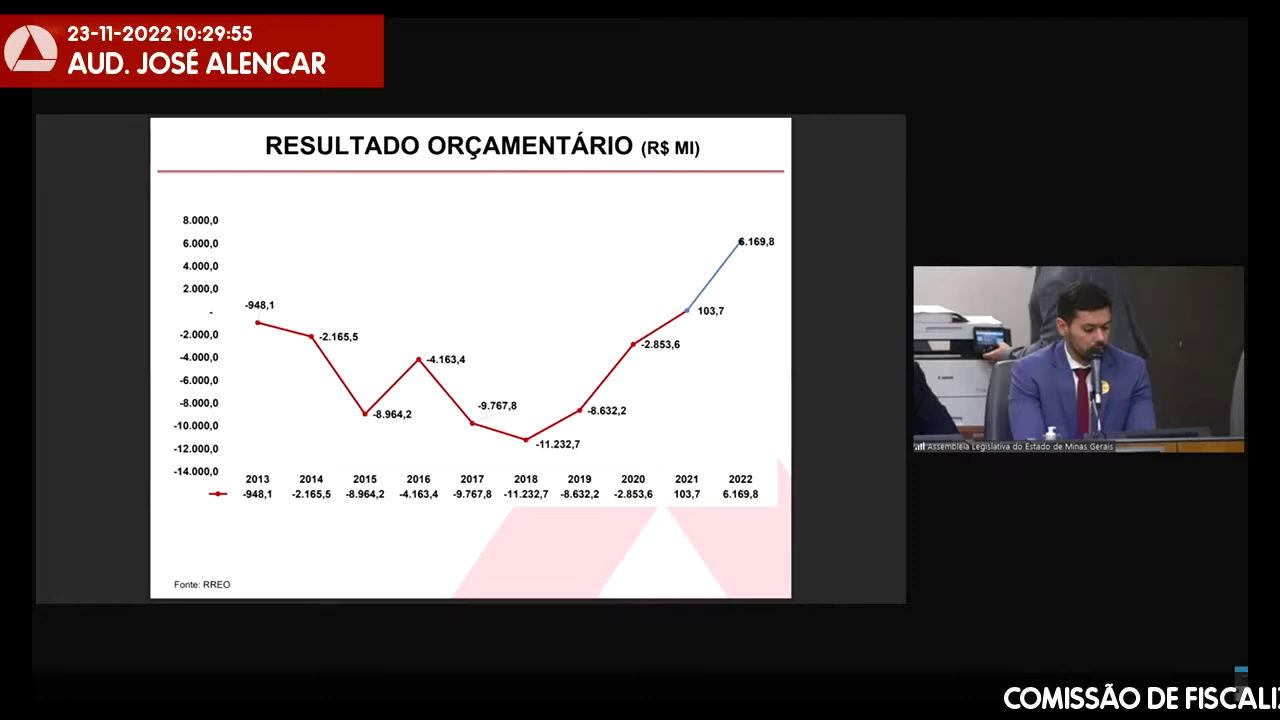 23-11-2022 10:29:55
AUD. JOSÉ ALENCAR
RESULTADO ORÇAMENTÁRIO (R$ MI)
8.000,0
6.000,0
4.000,0
2.000,0
-
-2.000,0
-4.000,0
-6.000,0
-8.000,0
-10.000,0
-12.000,0
-14.000,0
-948,1
-2.165,5
-8.964,2
-4.163,4
-9.767,8
-11.232,7
-8.632,2
-2.853,6
103,7
6.169,8
2013 2014 2015 2016 2017 2018 2019 2020 2021 2022
-948,1 -2.165,5 -8.964,2 -4.163,4 -9.767,8 -11.232,7 -8.632,2 -2.853,6 103,7 6.169,8
Fonte: RREO
Canon
Assembleia Legislativa do Estado de Minas Gerais
COMISSÃO DE FISCALI